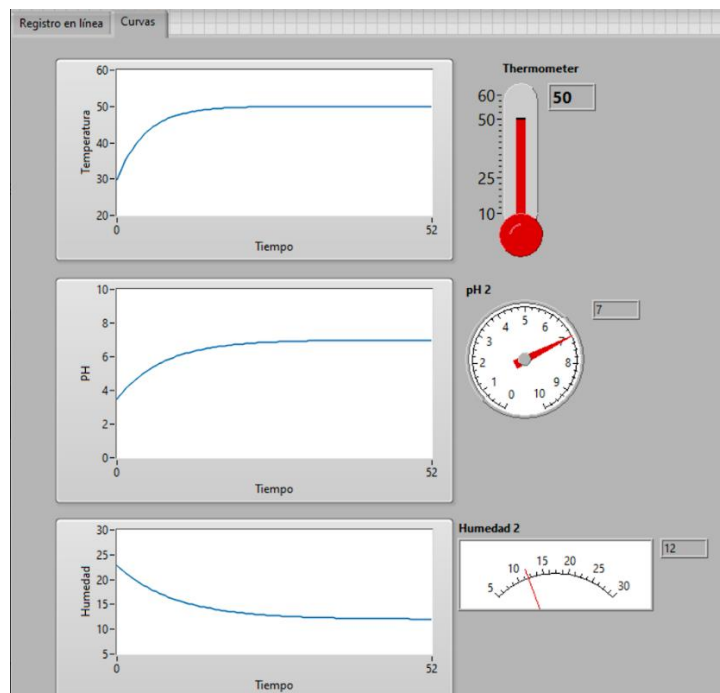 Registro en línea Curvas
60
50
40
30
20
Temperatura
0 52
Tiempo
Thermometer
60
50
25
10
50
10
8
6
4
2
0
PH
0 52
Tiempo
pH 2
7
0 1 2 3 4 5 6 7 8 9 10
30
25
20
15
10
5
Humedad
0 52
Tiempo
Humedad 2
12
5 10 15 20 25 30